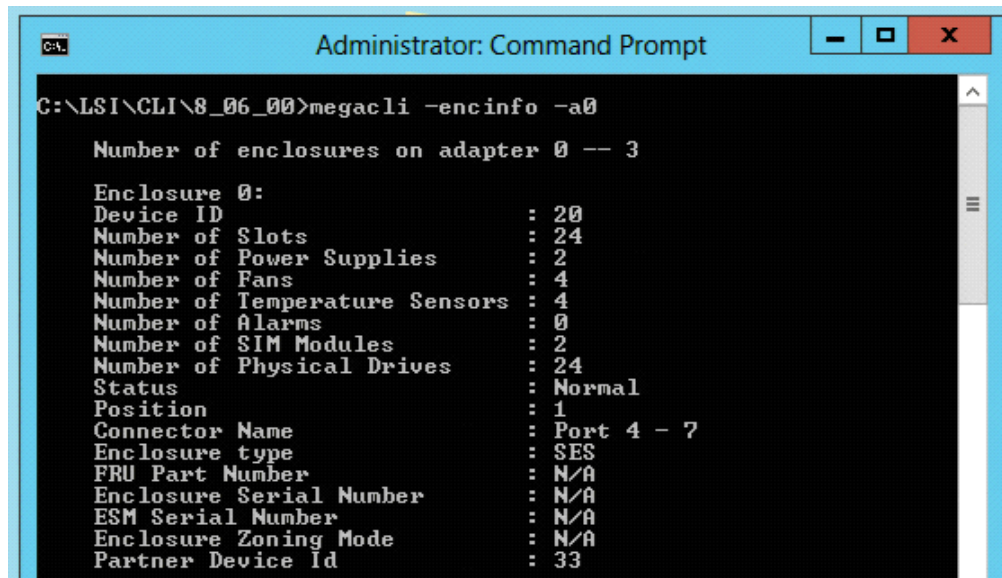 Administrator: Command Prompt
C:\LSI\CLI\8_06_00>megacli -encinfo -a0
Number of enclosures on adapter 0 -- 3
Enclosure 0:
Device ID : 20
Number of Slots : 24
Number of Power Supplies : 2
Number of Fans : 4
Number of Temperature Sensors : 4
Number of Alarms : 0
Number of SIM Modules : 2
Number of Physical Drives : 24
Status : Normal
Position : 1
Connector Name : Port 4 - 7
Enclosure type : SES
FRU Part Number : N/A
Enclosure Serial Number : N/A
ESM Serial Number : N/A
Enclosure Zoning Mode : N/A
Partner Device Id : 33